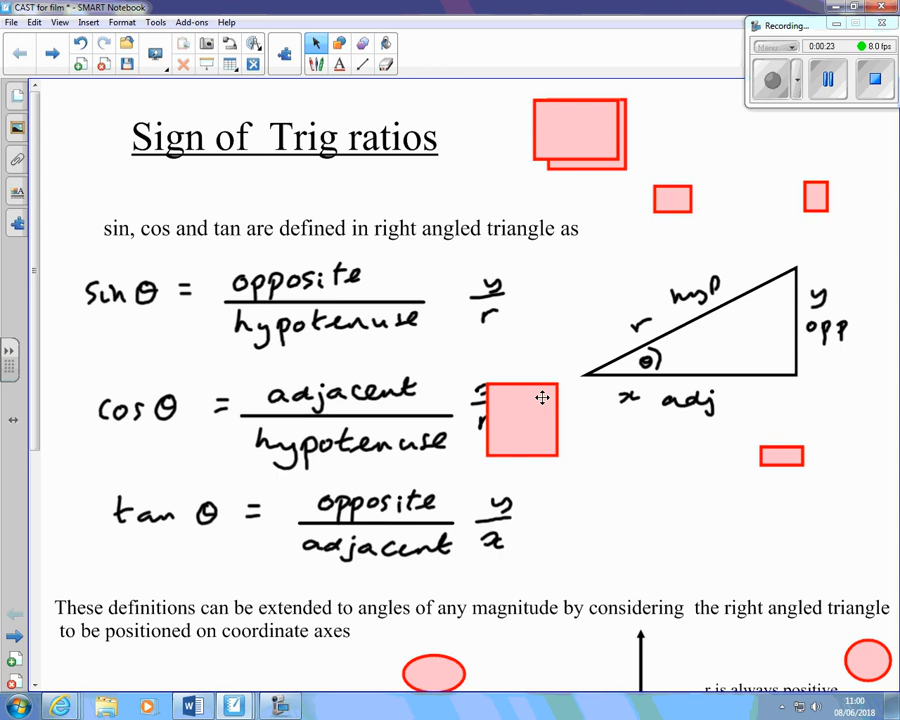 CAST for film * - SMART Notebook
File Edit View Insert Format Tools Add-ons Help
Recording...
0:00:23 8.0 fps
Sign of Trig ratios
sin, cos and tan are defined in right angled triangle as
sin θ = opposite / hypotenuse y / r
cos θ = adjacent / hypotenuse
tan θ = opposite / adjacent y / x
hyp
r
θ
y
opp
x adj
These definitions can be extended to angles of any magnitude by considering the right angled triangle
to be positioned on coordinate axes
r is always positive
11:00
08/06/2018